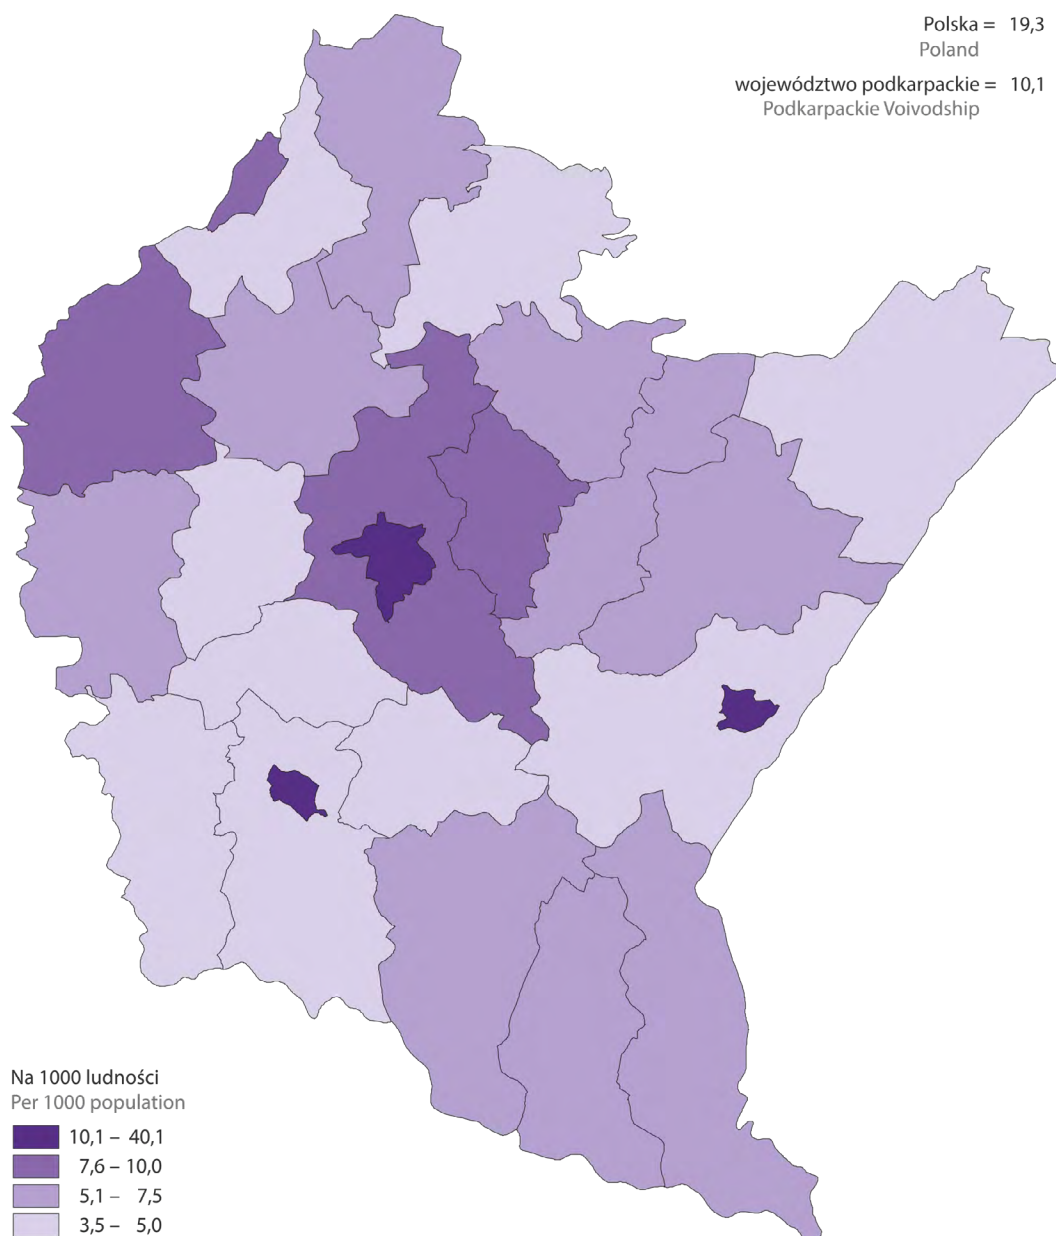 Polska = 19,3
Poland
województwo podkarpackie = 10,1
Podkarpackie Voivodship
Na 1000 ludności
Per 1000 population
10,1 – 40,1
7,6 – 10,0
5,1 – 7,5
3,5 – 5,0